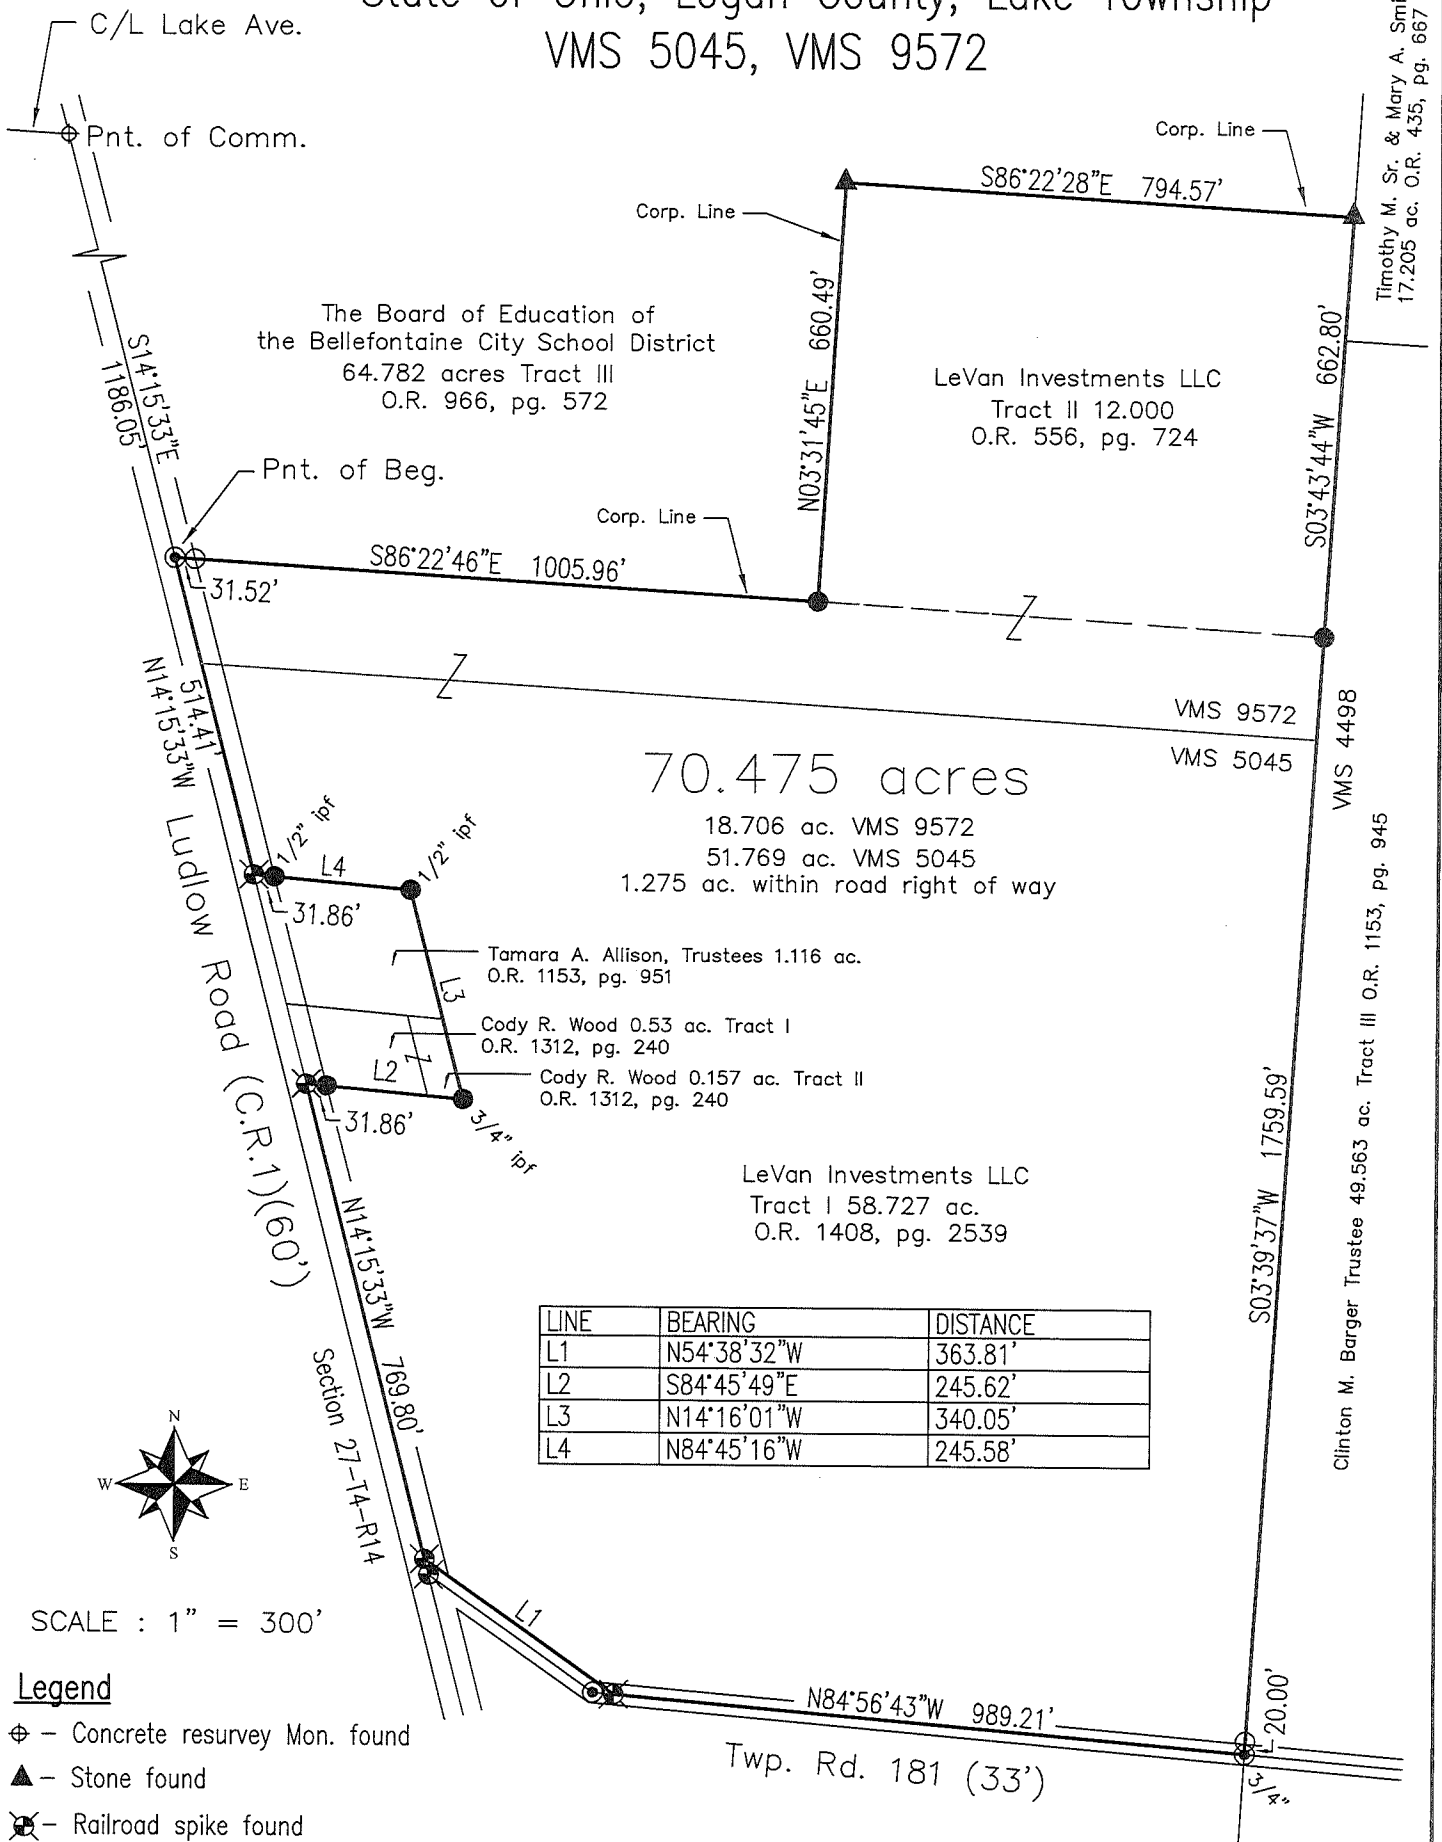 State of Ohio, Logan County, Lake Township
VMS 5045, VMS 9572
C/L Lake Ave.
Pnt. of Comm.
Corp. Line
S86°22'28"E 794.57'
Corp. Line
Timothy M. Sr. & Mary A.
17.205 ac. O.R. 435, pg. 667
The Board of Education of
the Bellefontaine City School District
64.782 acres Tract III
O.R. 966, pg. 572
N03°31'45"E 660.49'
LeVan Investments LLC
Tract II 12.000
O.R. 556, pg. 724
S03°43'44"W 662.80'
S14°15'33"E
1186.05'
Pnt. of Beg.
Corp. Line
S86°22'46"E 1005.96'
31.52'
514.41'
N14°15'33"W
VMS 9572
VMS 5045
VMS 4498
70.475 acres
18.706 ac. VMS 9572
51.769 ac. VMS 5045
1.275 ac. within road right of way
1/2" ipf
L4
1/2" ipf
31.86'
Tamara A. Allison, Trustees 1.116 ac.
O.R. 1153, pg. 951
L3
Cody R. Wood 0.53 ac. Tract I
O.R. 1312, pg. 240
L2
Cody R. Wood 0.157 ac. Tract II
O.R. 1312, pg. 240
31.86'
3/4" ipf
Ludlow Road (C.R.1)(60')
LeVan Investments LLC
Tract I 58.727 ac.
O.R. 1408, pg. 2539
S03°39'37"W 1759.59'
Clinton M. Barger Trustee 49.563 ac. Tract III O.R. 1153, pg. 945
N14°15'33"W 769.80'
Section 27-T4-R14
LINE BEARING DISTANCE
L1 N54°38'32"W 363.81'
L2 S84°45'49"E 245.62'
L3 N14°16'01"W 340.05'
L4 N84°45'16"W 245.58'
N
W E
S
SCALE : 1" = 300'
L1
N84°56'43"W 989.21'
20.00'
3/4"
Twp. Rd. 181 (33')
Legend
– Concrete resurvey Mon. found
– Stone found
– Railroad spike found